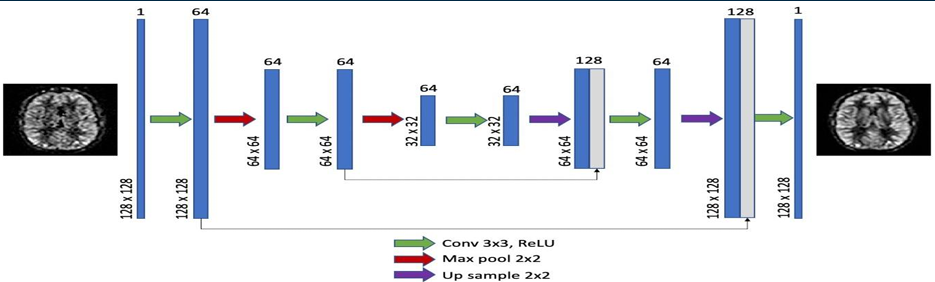 1
64
64
64
64
64
128
64
128
1
128 x 128
128 x 128
64 x 64
64 x 64
32 x 32
32 x 32
64 x 64
64 x 64
128 x 128
128 x 128
Conv 3x3, ReLU
Max pool 2x2
Up sample 2x2